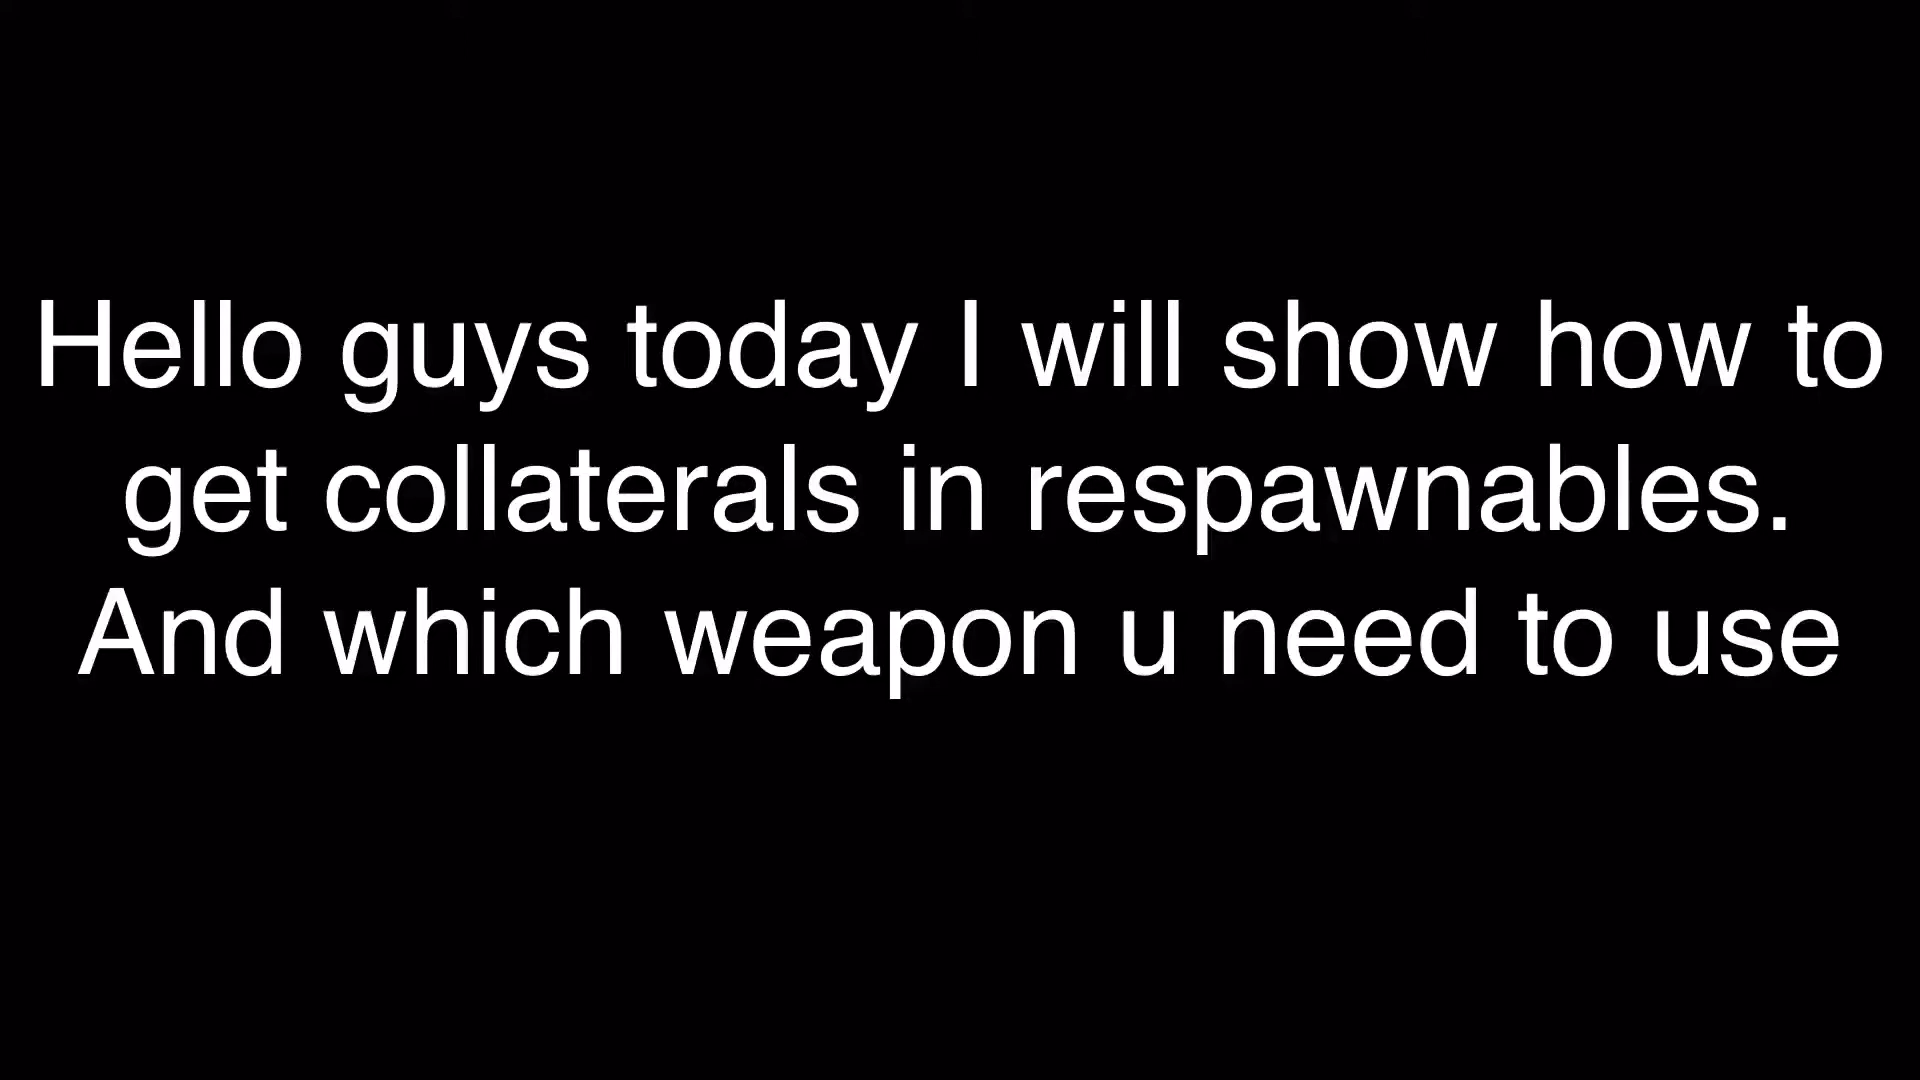 Hello guys today I will show how to
get collaterals in respawnables.
And which weapon u need to use